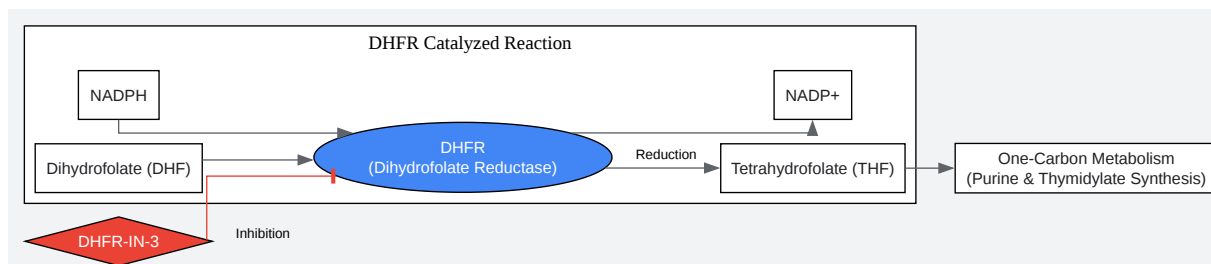 DHFR Catalyzed Reaction
NADPH
NADP+
Dihydrofolate (DHF)
DHFR
(Dihydrofolate Reductase)
Reduction
Tetrahydrofolate (THF)
One-Carbon Metabolism
(Purine & Thymidylate Synthesis)
DHFR-IN-3
Inhibition